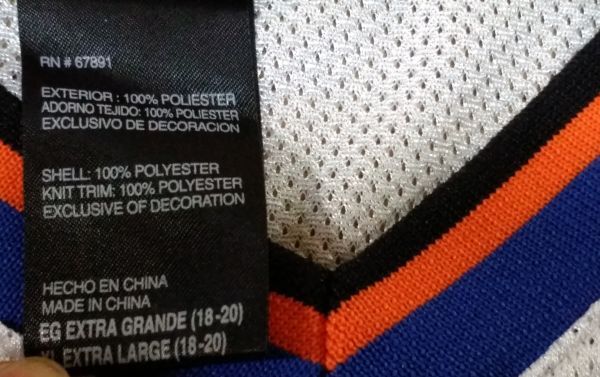 RN # 67891
EXTERIOR : 100% POLIESTER
ADORNO TEJIDO: 100% POLIESTER
EXCLUSIVO DE DECORACION
SHELL: 100% POLYESTER
KNIT TRIM: 100% POLYESTER
EXCLUSIVE OF DECORATION
HECHO EN CHINA
MADE IN CHINA
EG EXTRA GRANDE (18-20)
XL EXTRA LARGE (18-20)